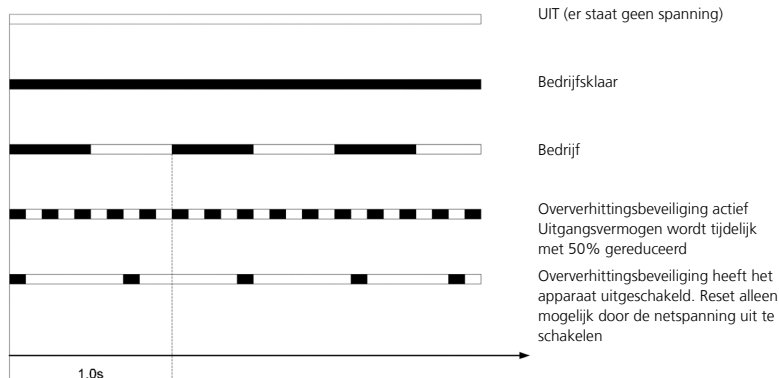 UIT (er staat geen spanning)
Bedrijfsklaar
Bedrijf
Oververhittingsbeveiliging actief
Uitgangsvermogen wordt tijdelijk
met 50% gereduceerd
Oververhittingsbeveiliging heeft het
apparaat uitgeschakeld. Reset alleen
mogelijk door de netspanning uit te
schakelen
1.0s